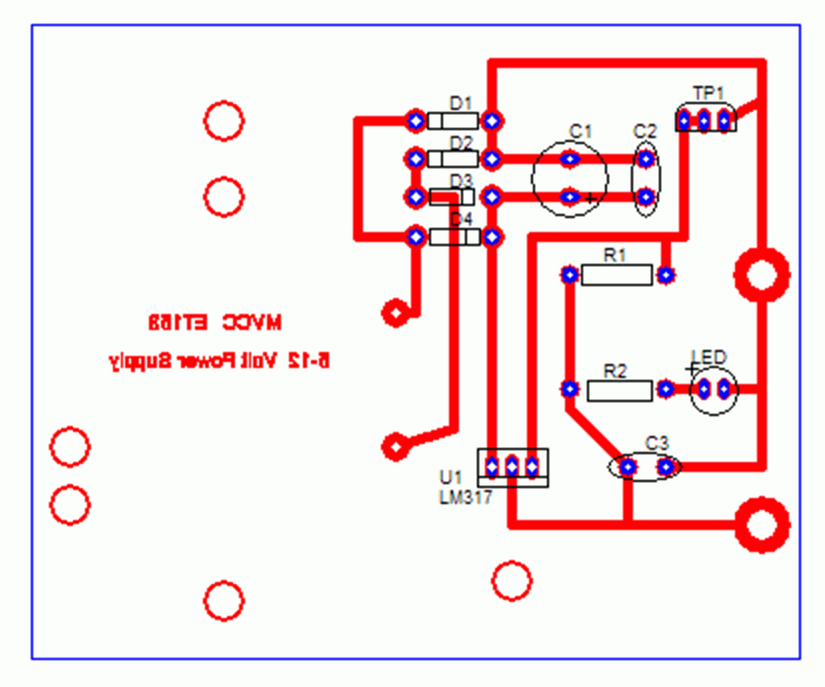 D1
TP1
D2
C1
C2
D3
+
D4
R1
MVCC ET153
5-12 Volt Power Supply
R2
LED
+
C3
U1
LM317